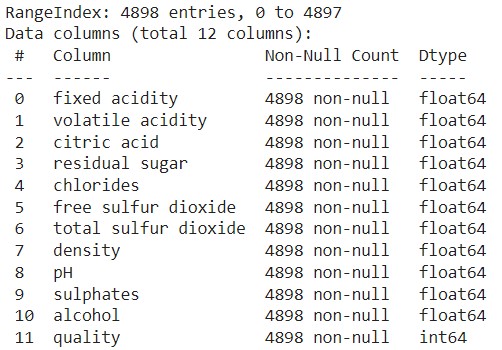 RangeIndex: 4898 entries, 0 to 4897
Data columns (total 12 columns):
 #   Column                Non-Null Count  Dtype
---  ------                --------------  -----
 0   fixed acidity         4898 non-null   float64
 1   volatile acidity      4898 non-null   float64
 2   citric acid           4898 non-null   float64
 3   residual sugar        4898 non-null   float64
 4   chlorides             4898 non-null   float64
 5   free sulfur dioxide   4898 non-null   float64
 6   total sulfur dioxide  4898 non-null   float64
 7   density               4898 non-null   float64
 8   pH                    4898 non-null   float64
 9   sulphates             4898 non-null   float64
 10  alcohol               4898 non-null   float64
 11  quality               4898 non-null   int64